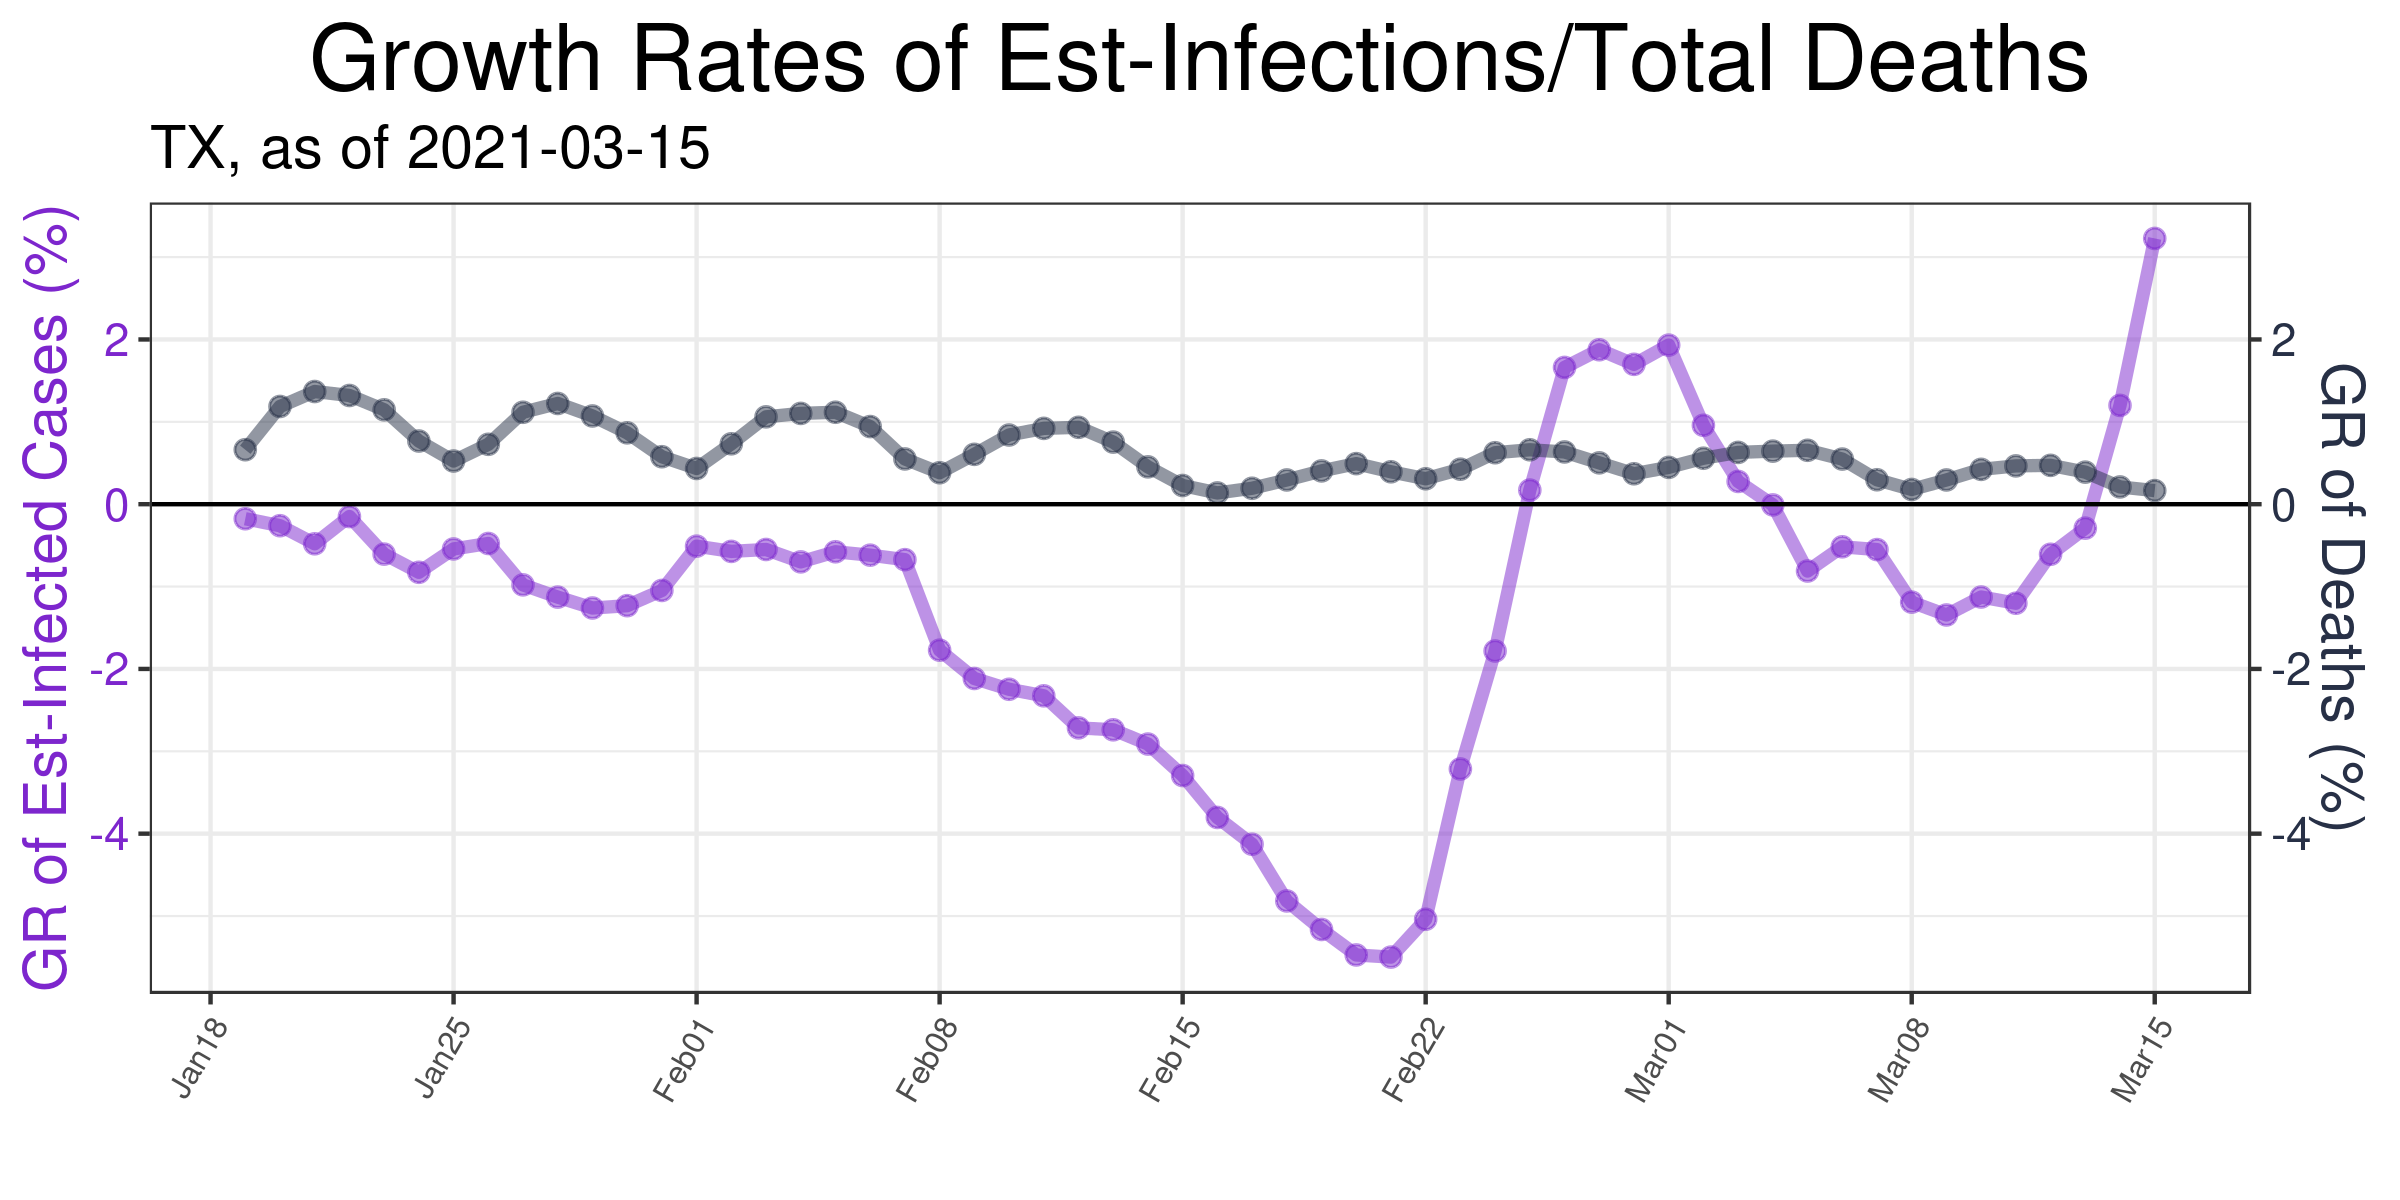 Growth Rates of Est-Infections/Total Deaths
TX, as of 2021-03-15
GR of Est-Infected Cases (%)
2
0
-2
-4
2
0
-2
-4
GR of Deaths (%)
Jan18
Jan25
Feb01
Feb08
Feb15
Feb22
Mar01
Mar08
Mar15